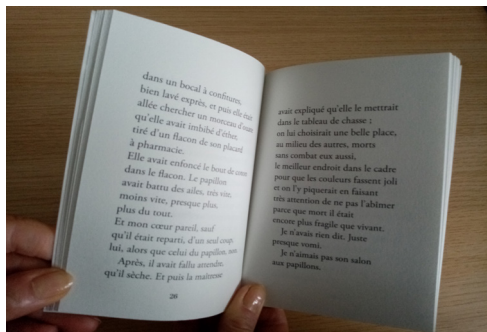 dans un bocal à confitures,
bien lavé exprès, et puis elle était
allée chercher un morceau d'ouate
qu'elle avait imbibé d'éther,
tiré d'un flacon de son placard
à pharmacie.
Elle avait enfoncé le bout de coton
dans le flacon. Le papillon
avait battu des ailes, très vite,
moins vite, presque plus,
plus du tout.
Et mon cœur pareil, sauf
qu'il était reparti, d'un seul coup,
lui, alors que celui du papillon, non.
Après, il avait fallu attendre
qu'il sèche. Et puis la maîtresse
20
avait expliqué qu'elle le mettrait
dans le tableau de chasse ;
on lui choisirait une belle place,
au milieu des autres, morts
sans combat eux aussi,
le meilleur endroit dans le cadre
pour que les couleurs fassent joli
et on l'y piquerait en faisant
très attention de ne pas l'abîmer
parce que mort il était
encore plus fragile que vivant.
Je n'avais rien dit. Juste
presque vomi.
Je n'aimais pas son salon
aux papillons.